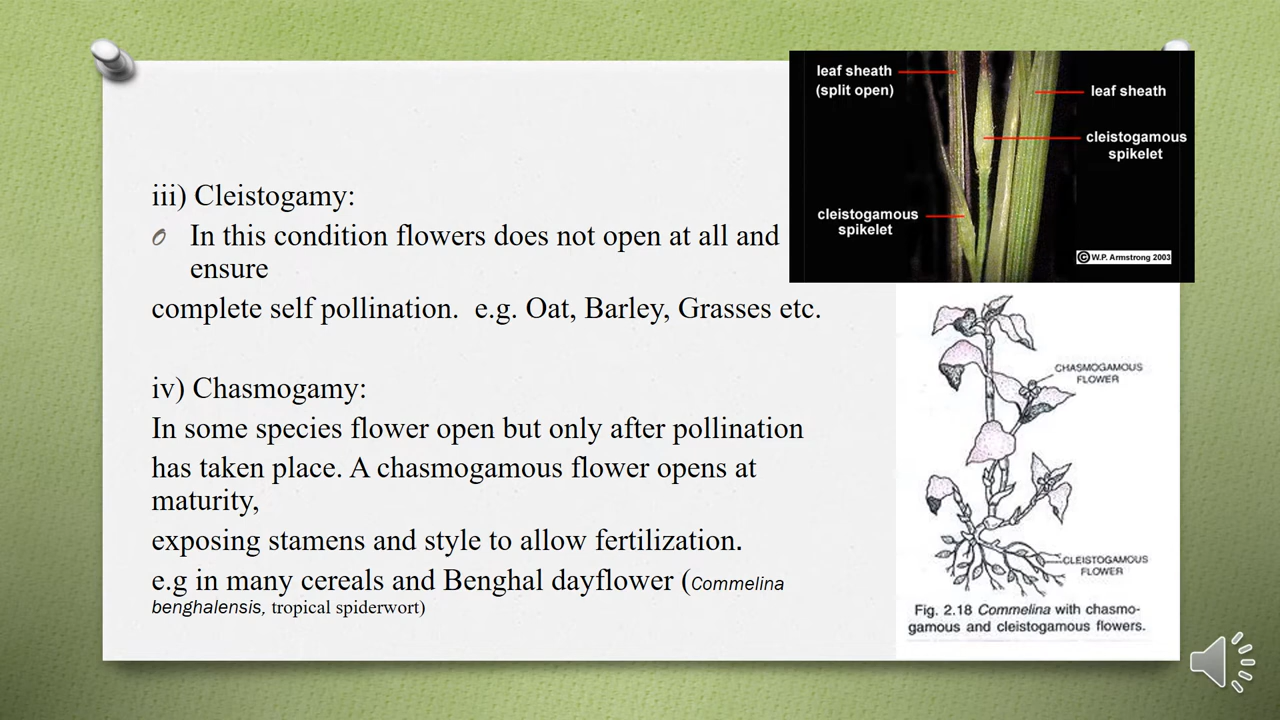 iii) Cleistogamy:
In this condition flowers does not open at all and
ensure
complete self pollination.  e.g. Oat, Barley, Grasses etc.
iv) Chasmogamy:
In some species flower open but only after pollination
has taken place. A chasmogamous flower opens at
maturity,
exposing stamens and style to allow fertilization.
e.g in many cereals and Benghal dayflower (Commelina
benghalensis, tropical spiderwort)
leaf sheath
(split open)
leaf sheath
cleistogamous
spikelet
cleistogamous
spikelet
© W.P. Armstrong 2003
CHASMOGAMOUS
FLOWER
CLEISTOGAMOUS
FLOWER
Fig. 2.18 Commelina with chasmo-
gamous and cleistogamous flowers.